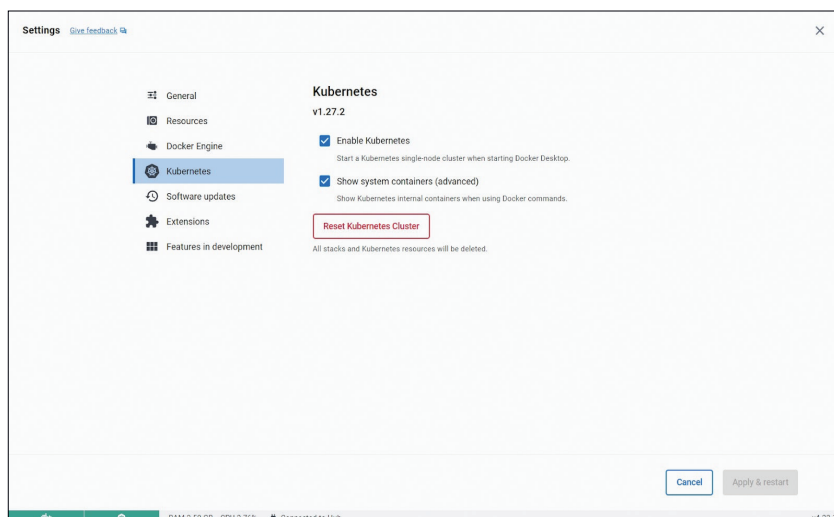 Settings Give feedback
General
Resources
Docker Engine
Kubernetes
Software updates
Extensions
Features in development
Kubernetes
v1.27.2
Enable Kubernetes
Start a Kubernetes single-node cluster when starting Docker Desktop.
Show system containers (advanced)
Show Kubernetes internal containers when using Docker commands.
Reset Kubernetes Cluster
All stacks and Kubernetes resources will be deleted.
Cancel Apply & restart